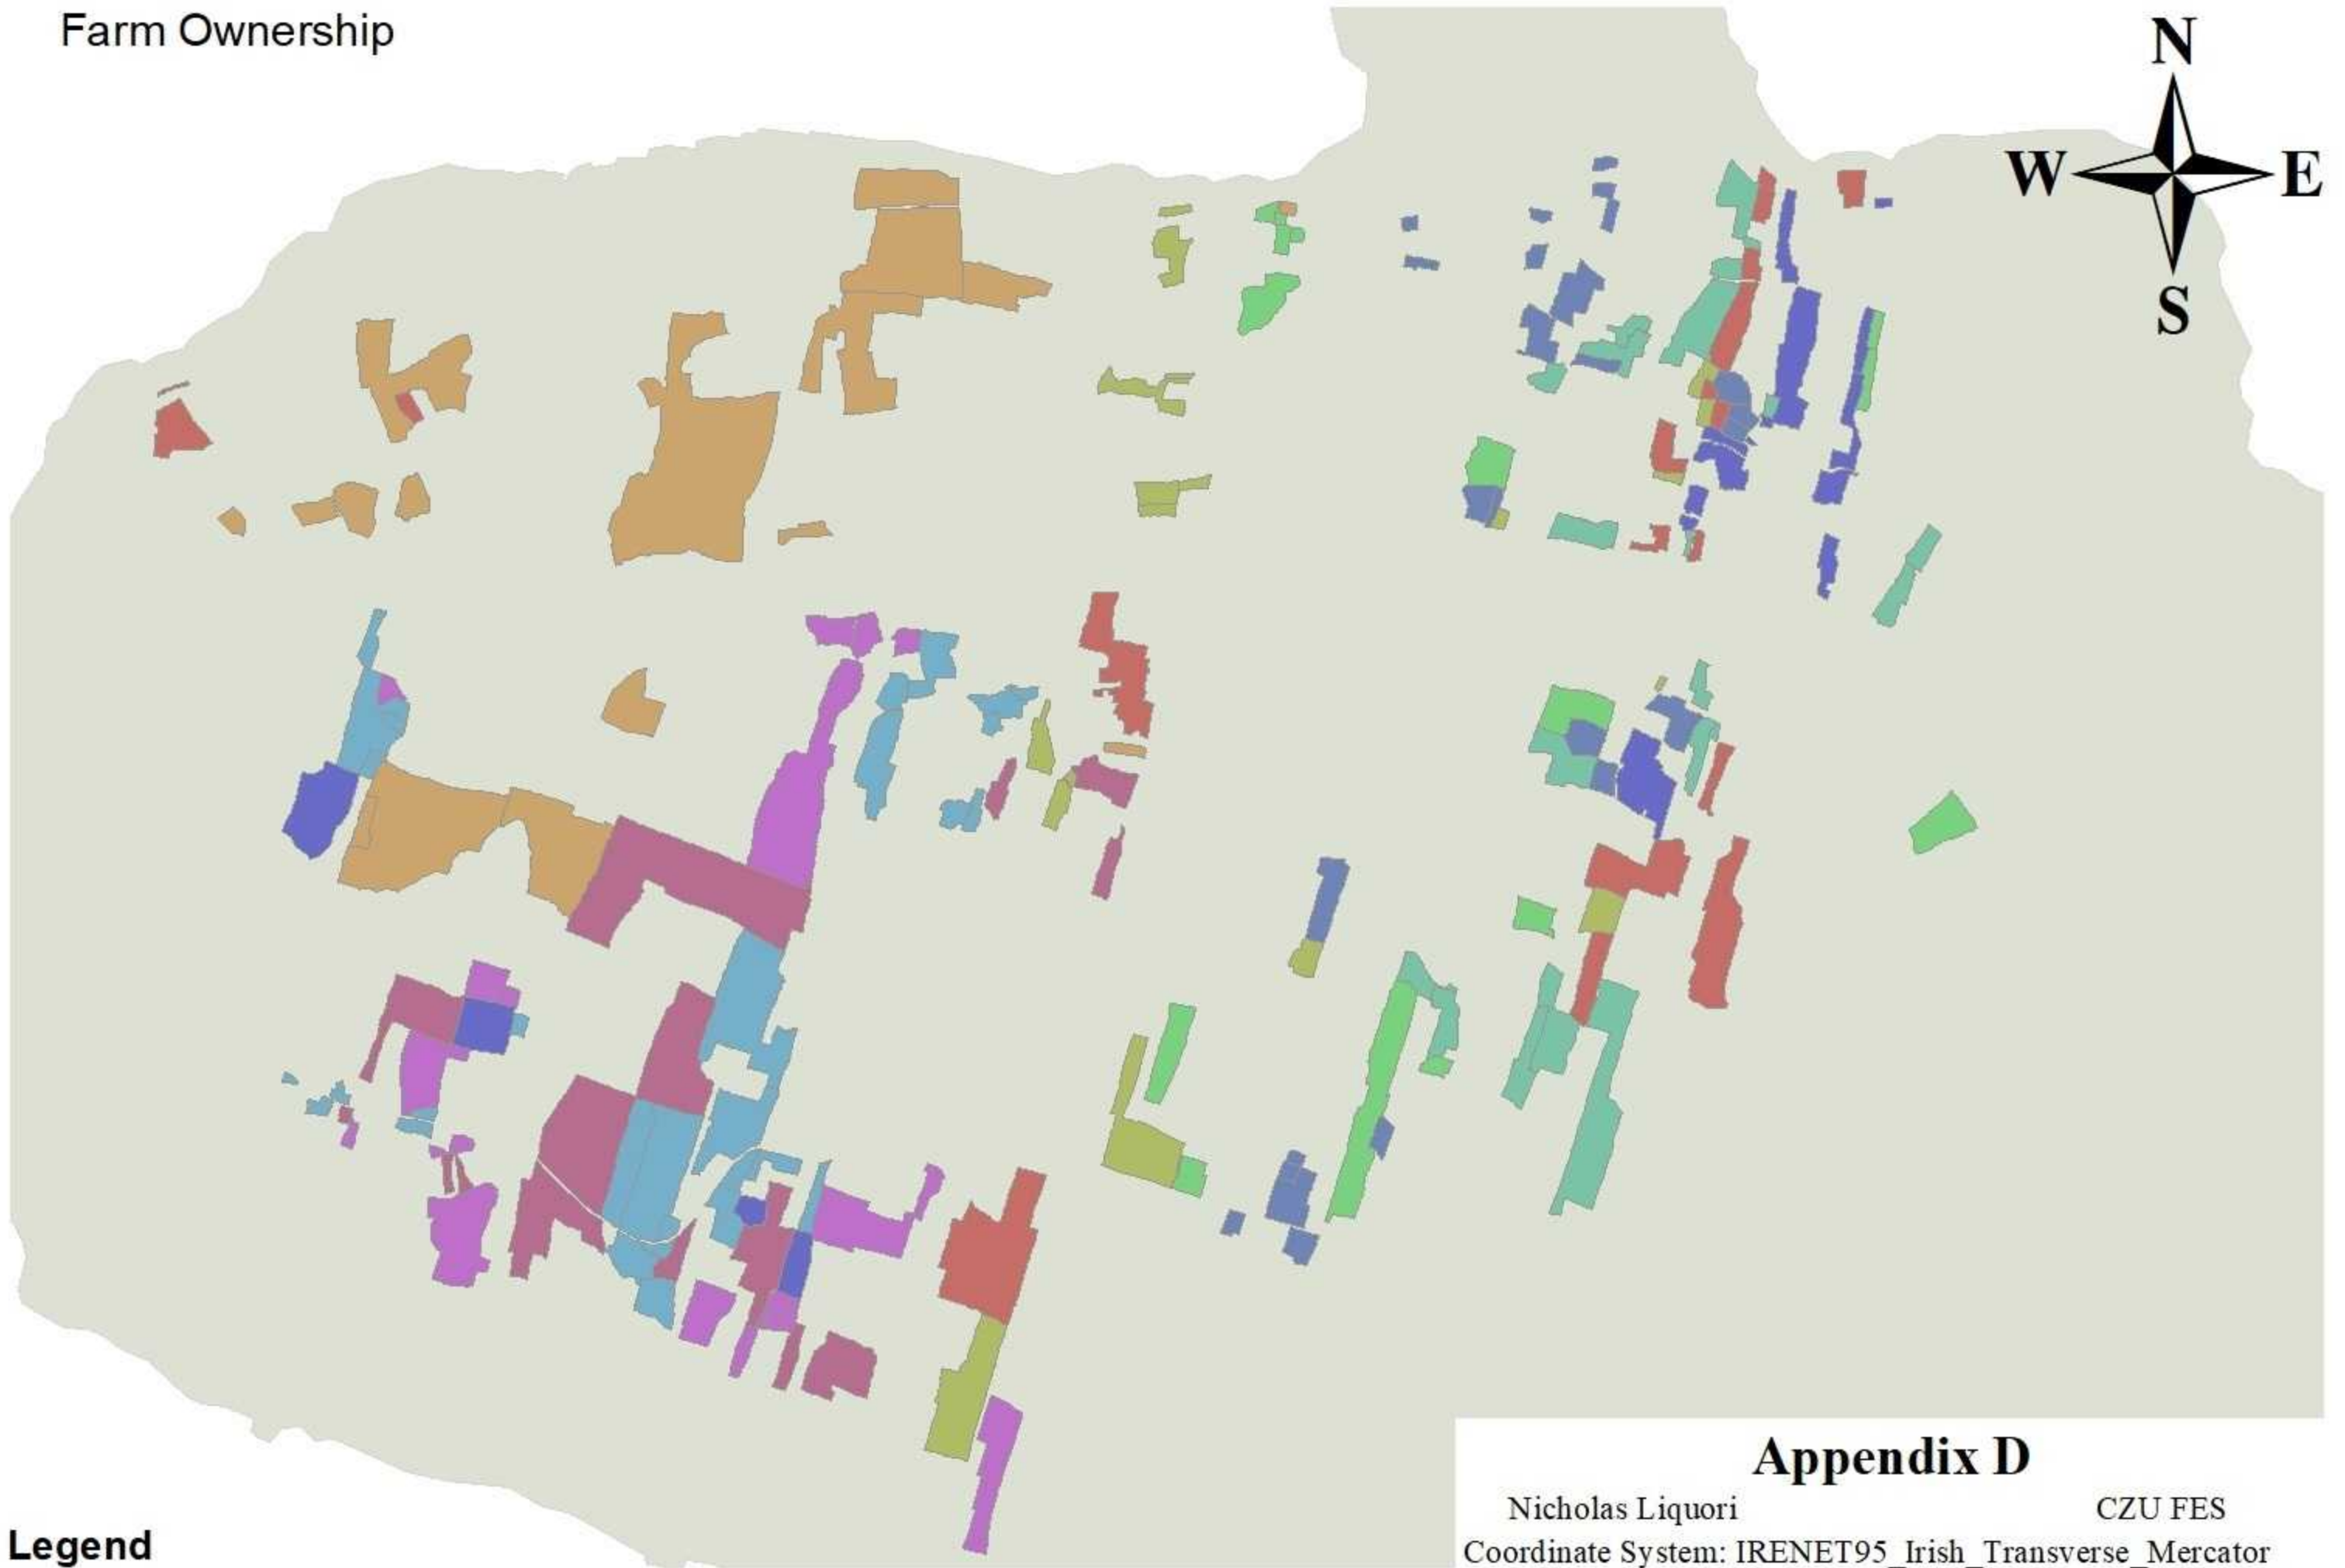 Farm Ownership
N
W E
S
Appendix D
Nicholas Liquori CZU FES
Legend
Coordinate System: IRENET95_Irish_Transverse_Mercator